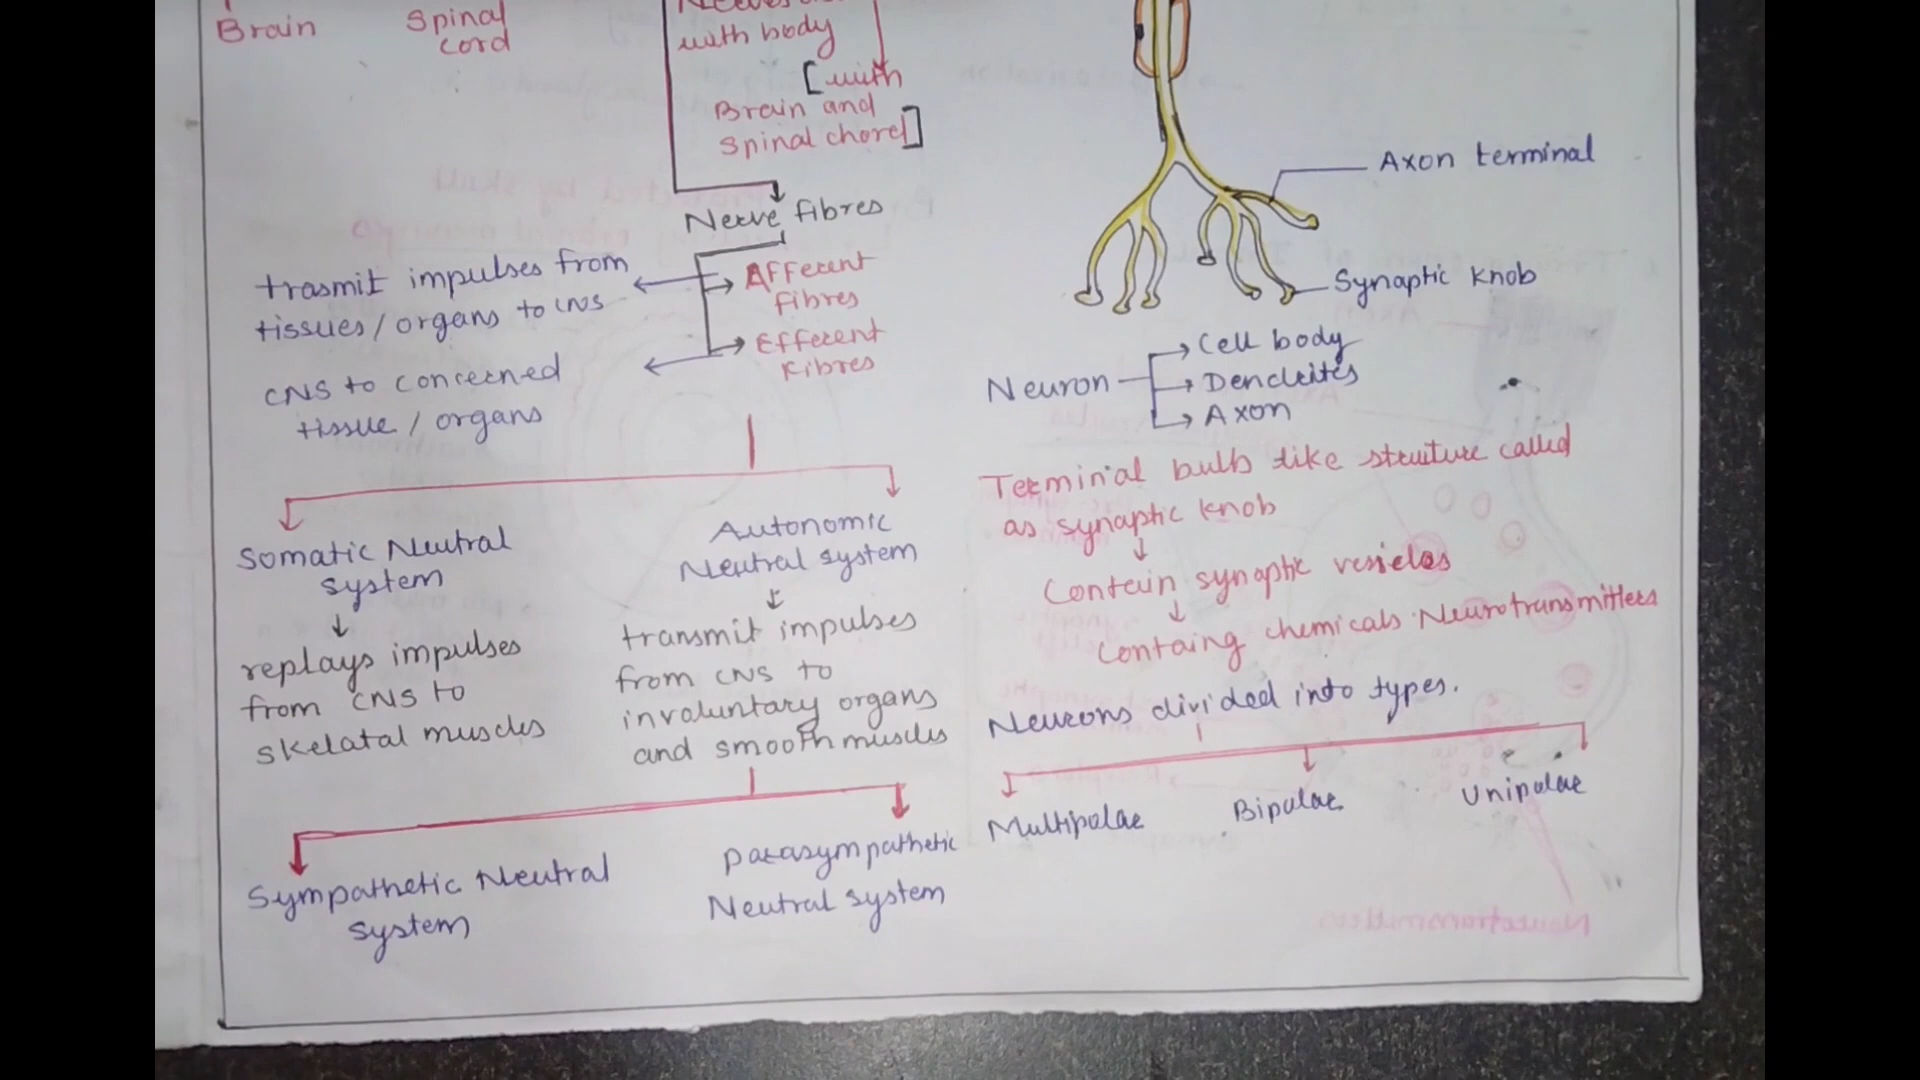 Brain
Spinal
cord
with body
[with
Brain and
spinal chord]
Nerve fibres
Afferent
fibres
trasmit impulses from
tissues/organs to CNS
Efferent
Fibres
CNS to concerned
tissue / organs
Somatic Neutral
system
replays impulses
from CNS to
skelatal muscles
Autonomic
Neutral system
transmit impulses
from CNS to
involuntary organs
and smooth muscles
Sympathetic Neutral
system
parasympathetic
Neutral system
Axon terminal
Synaptic knob
Neuron
Cell body
Dendrites
Axon
Terminal bulb like struture called
as synaptic knob
Contain synaptic vesicles
Containg chemicals Neurotransmitters
Neurons divided into types.
Multipolar
Bipolar
Unipolar